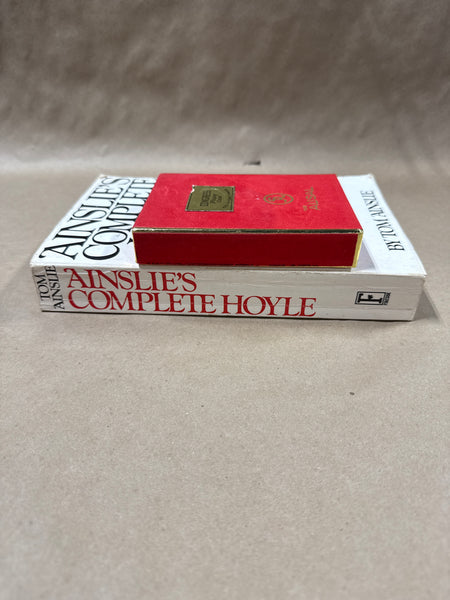 AINSLIE'S
COMPLETE
BY TOM AINSLIE
TOM
AINSLIE
AINSLIE'S
COMPLETE HOYLE
F